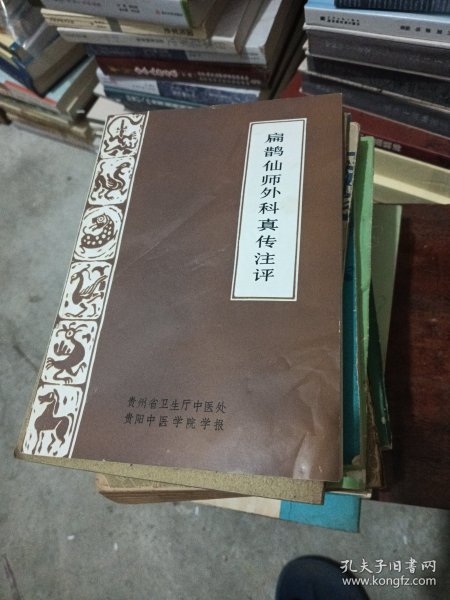 扁鹊仙师外科真传注评
贵州省卫生厅中医处
贵阳中医学院学报
孔夫子旧书网
www.kongfz.com